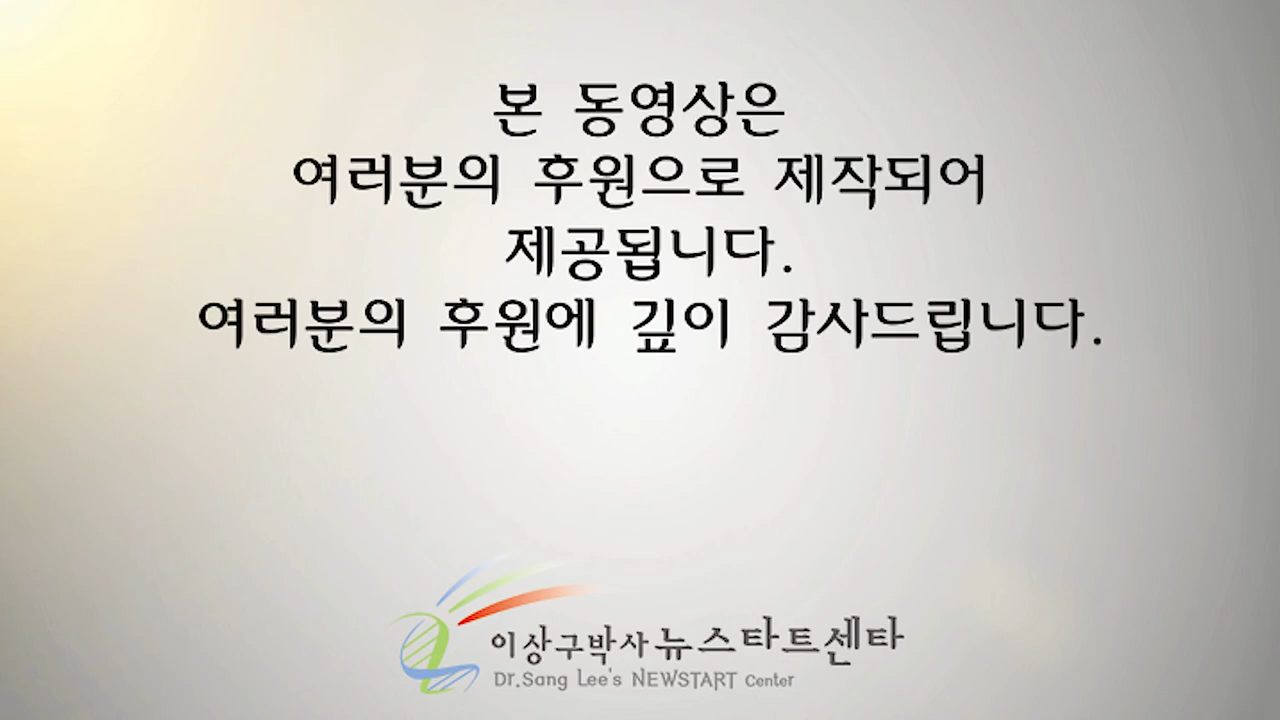 본 동영상은
여러분의 후원으로 제작되어
제공됩니다.
여러분의 후원에 깊이 감사드립니다.
이상구박사 뉴스타트센타
Dr.Sang Lee's NEWSTART Center